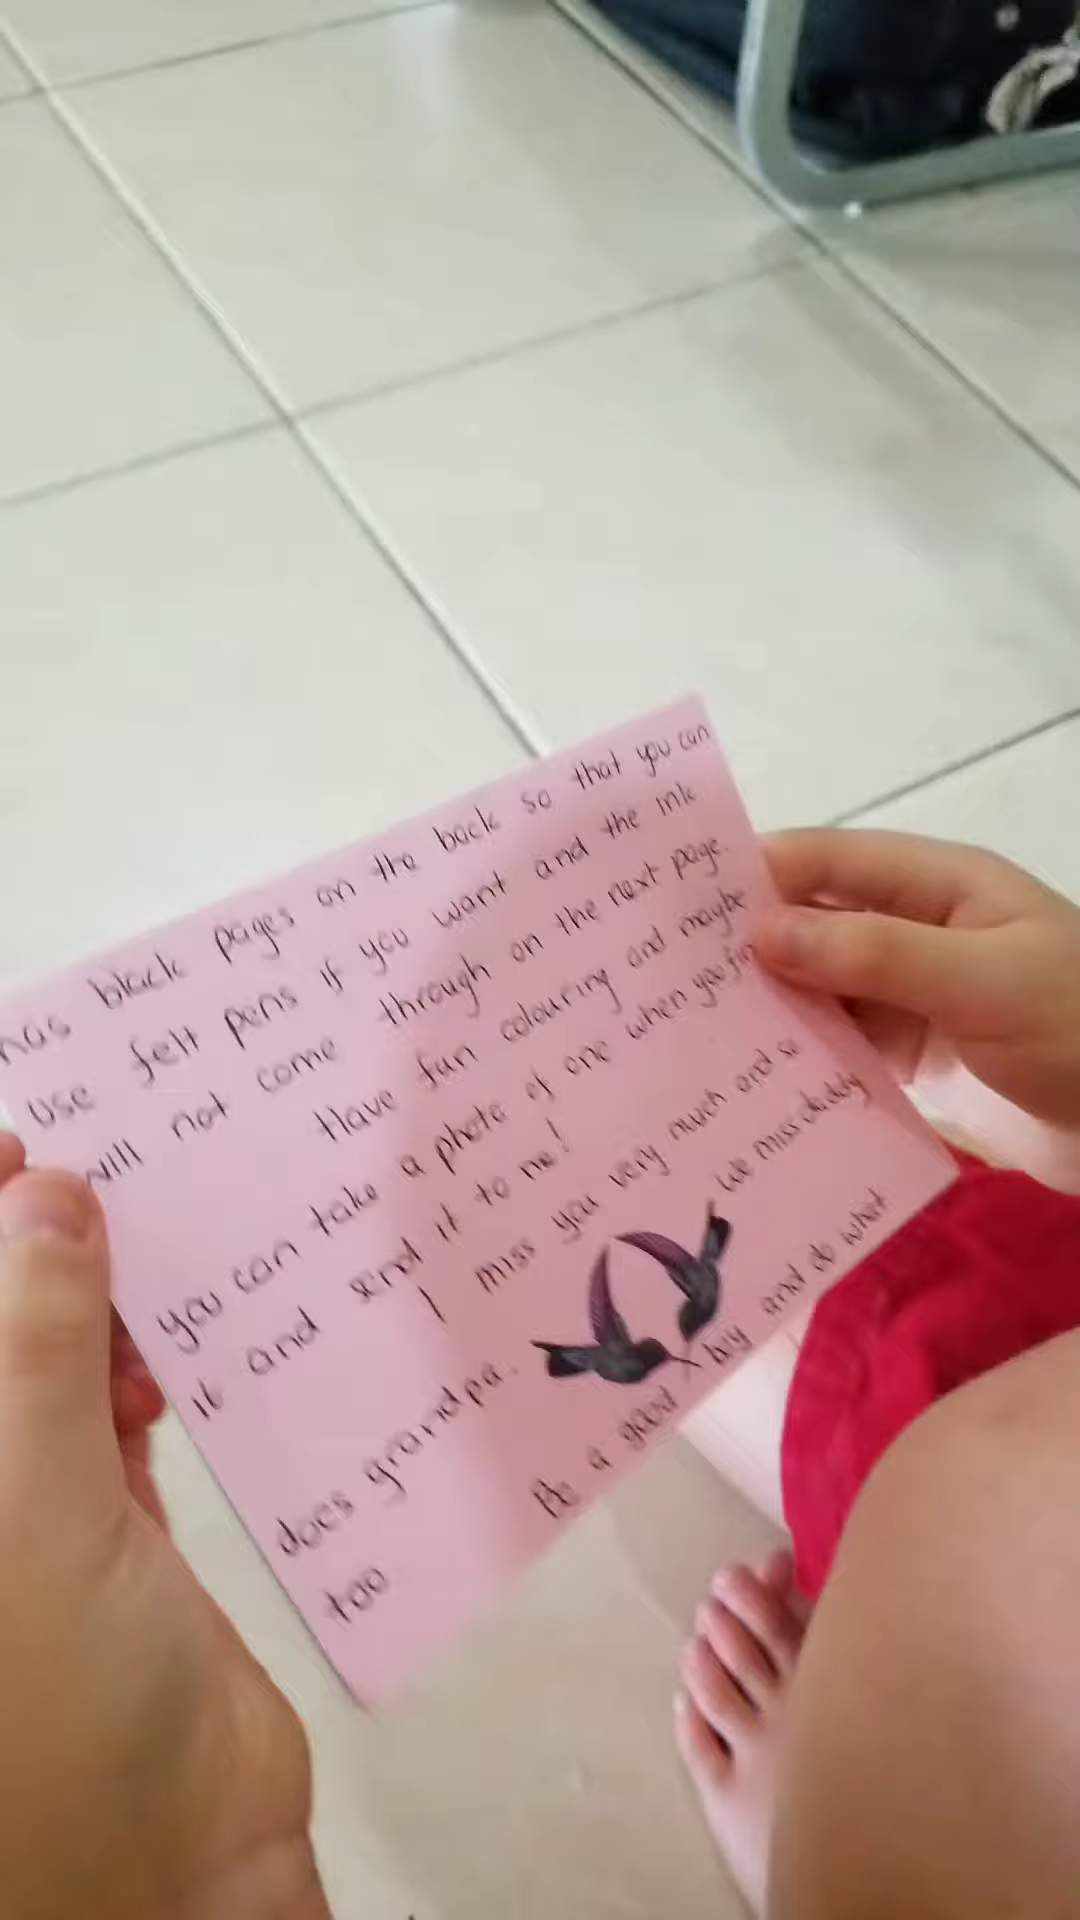 has black pages on the back so that you can
use felt pens if you want and the ink
will not come through on the next page.
Have fun colouring and maybe
you can take a photo of one when you fin
it and send it to me!
I miss you very much and so
does grandpa. We miss daddy
too.
Be a good boy and do what